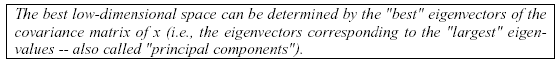 The best low-dimensional space can be determined by the "best" eigenvectors of the
covariance matrix of x (i.e., the eigenvectors corresponding to the "largest" eigen-
values -- also called "principal components").